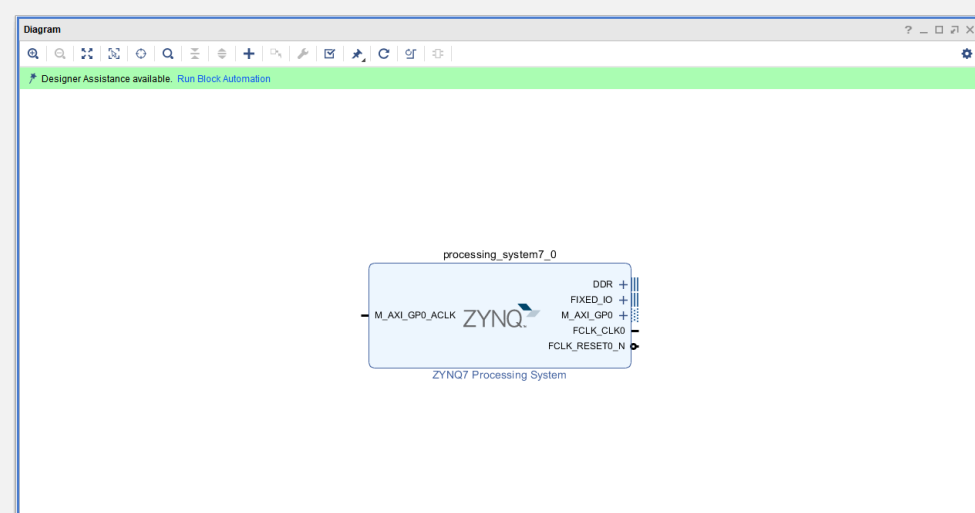 Diagram
Designer Assistance available. Run Block Automation
processing_system7_0
DDR
FIXED_IO
M_AXI_GP0_ACLK ZYNQ M_AXI_GP0
FCLK_CLK0
FCLK_RESET0_N
ZYNQ7 Processing System